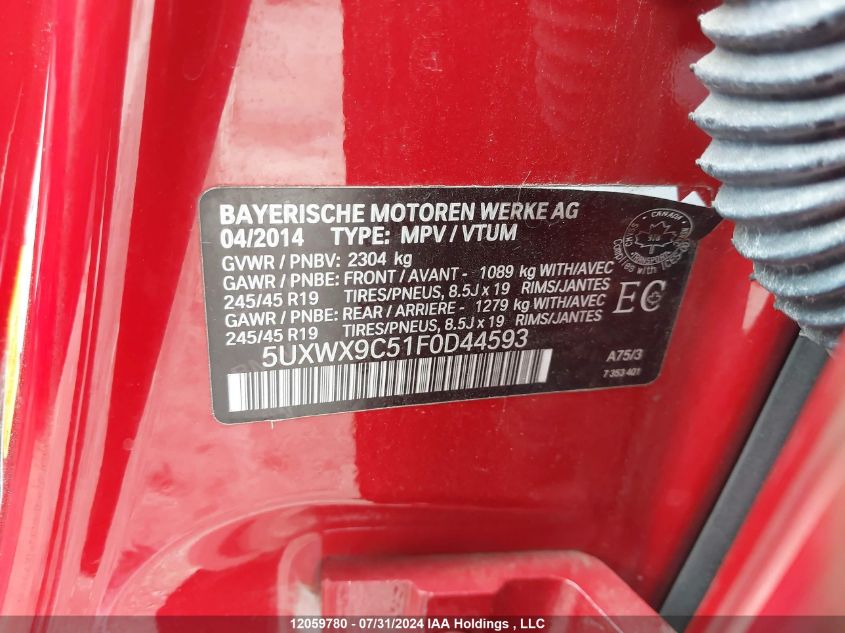 BAYERISCHE MOTOREN WERKE AG
04/2014 TYPE: MPV / VTUM
GVWR / PNBV: 2304 kg
GAWR / PNBE: FRONT / AVANT - 1089 kg WITH/AVEC
245/45 R19 TIRES/PNEUS, 8.5J x 19 RIMS/JANTES
GAWR / PNBE: REAR / ARRIERE - 1279 kg WITH/AVEC
245/45 R19 TIRES/PNEUS, 8.5J x 19 RIMS/JANTES
5UXWX9C51F0D44593
CANADA
TRANSPORT
EC
A75/3
7 353 401
12059780 - 07/31/2024 IAA Holdings , LLC